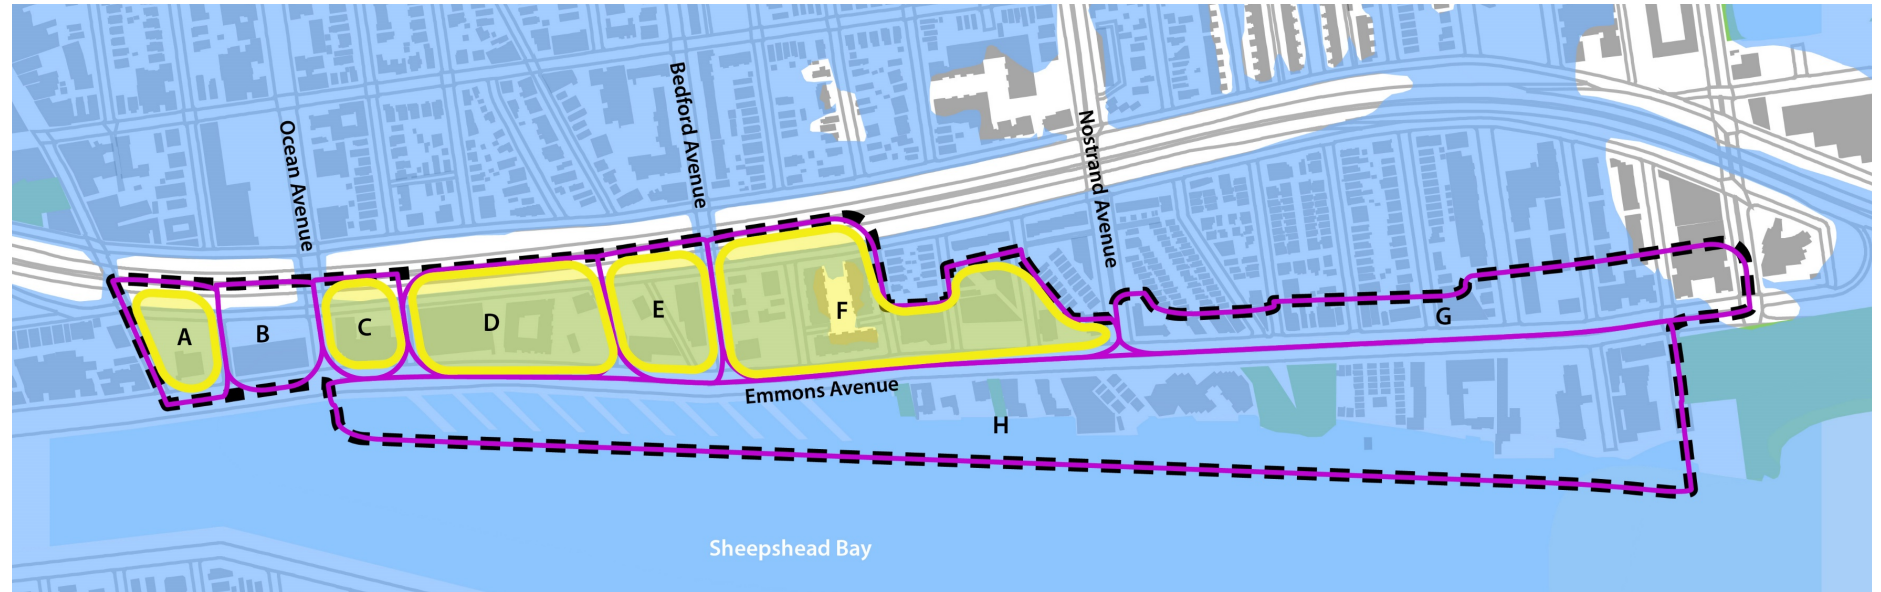 Ocean Avenue
Bedford Avenue
Nostrand Avenue
A
B
C
D
E
F
G
Emmons Avenue
H
Sheepshead Bay